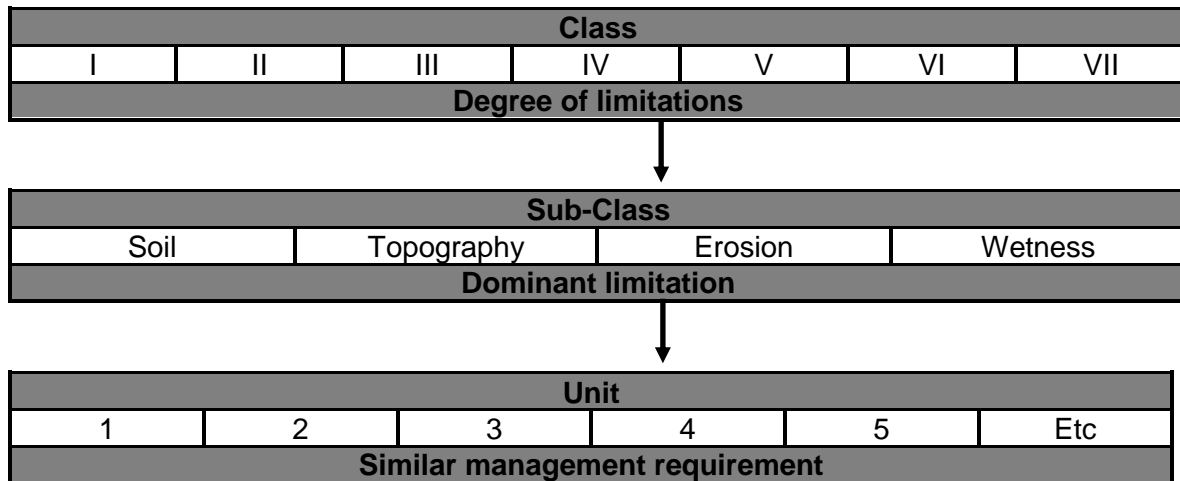 Class
I II III IV V VI VII
Degree of limitations
Sub-Class
Soil Topography Erosion Wetness
Dominant limitation
Unit
1 2 3 4 5 Etc
Similar management requirement